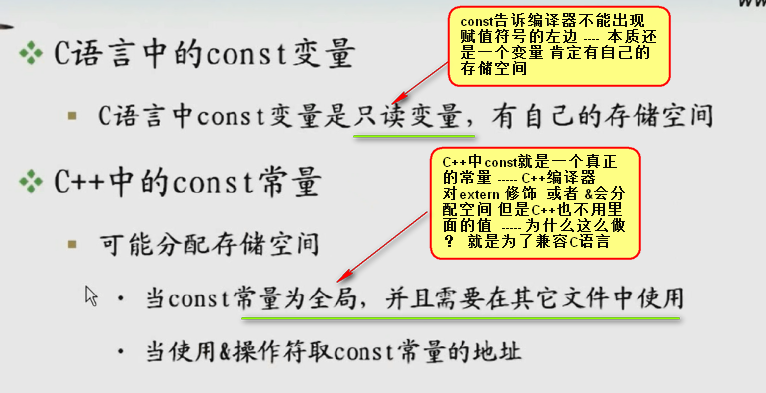 const告诉编译器不能出现
赋值符号的左边 ---- 本质还
是一个变量 肯定有自己的
存储空间
C语言中的const变量
C语言中const变量是只读变量，有自己的存储空间
C++中const就是一个真正
的常量 ----- C++编译器
对extern 修饰 或者 &会分
配空间 但是C++也不用里
面的值 ----- 为什么这么做
？ 就是为了兼容C语言
C++中的const常量
可能分配存储空间
当const常量为全局，并且需要在其它文件中使用
当使用&操作符取const常量的地址